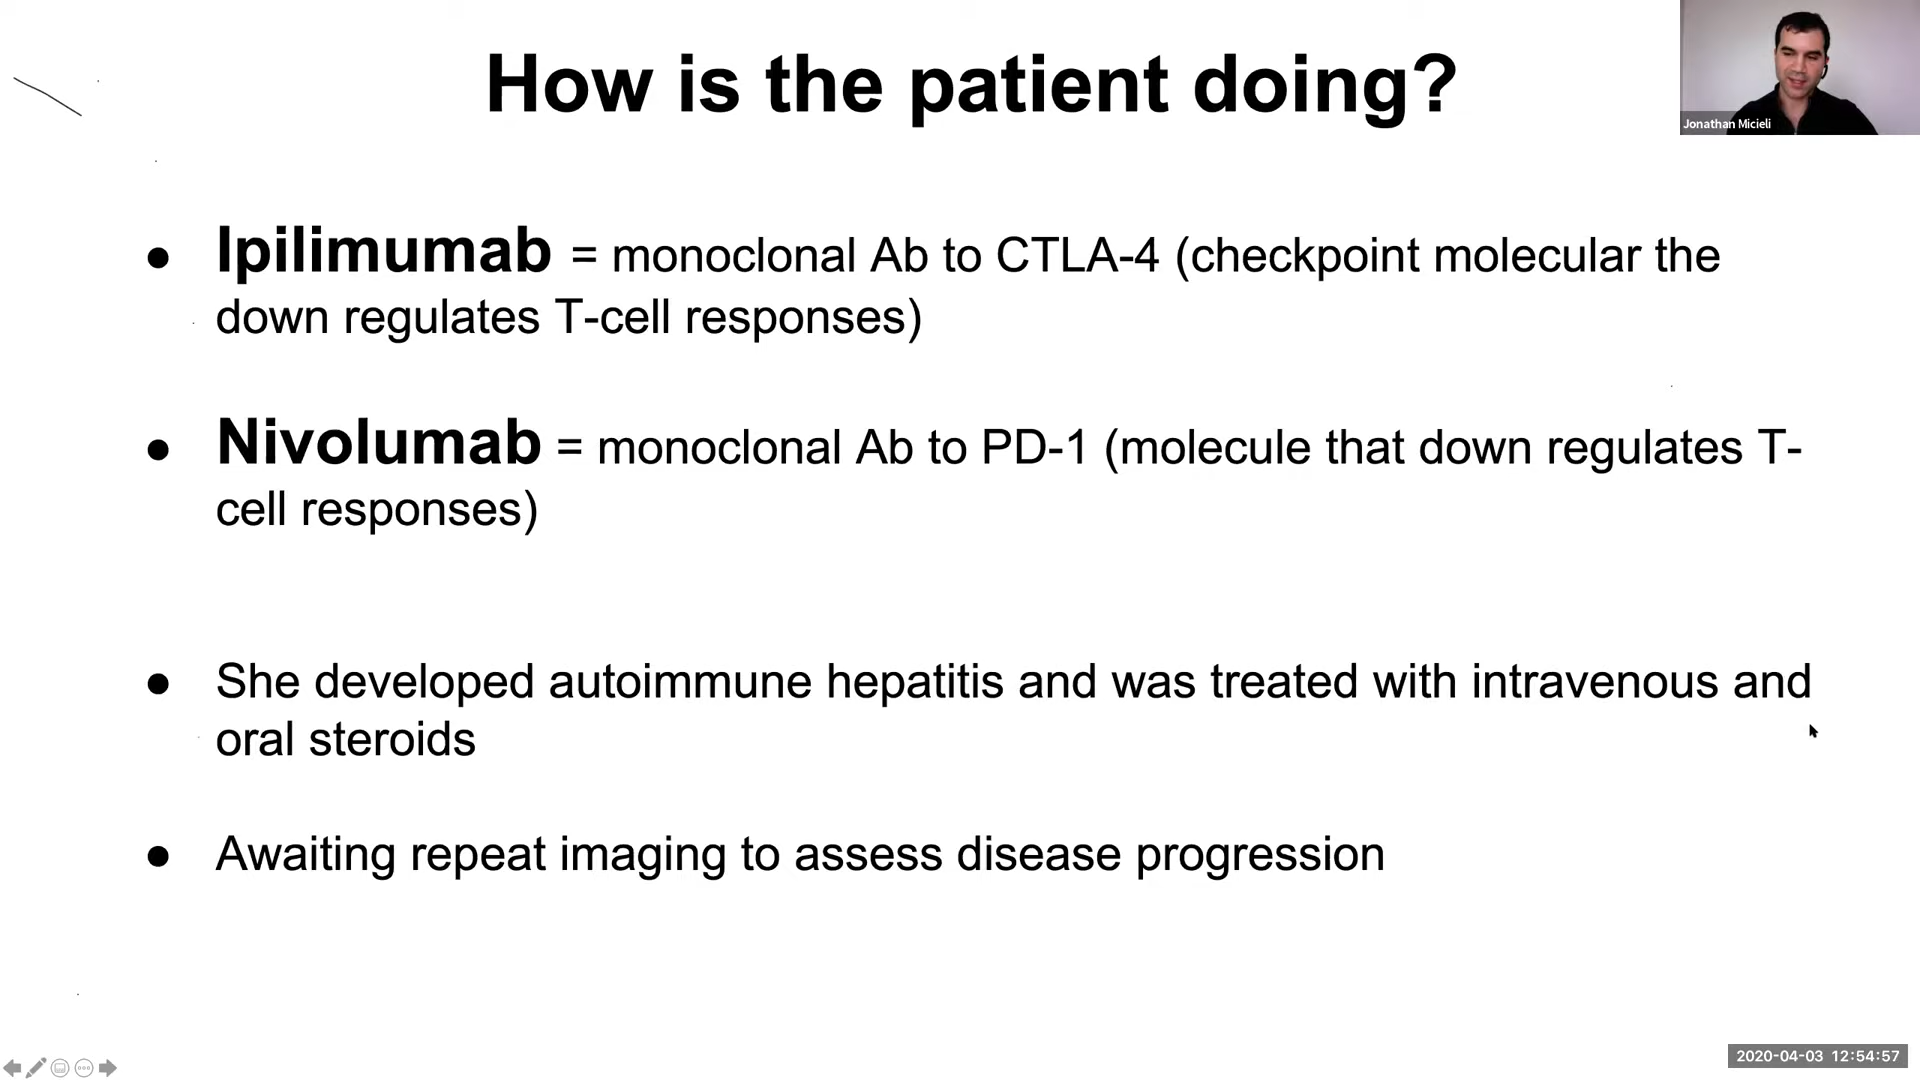 How is the patient doing?
Jonathan Micieli
● Ipilimumab = monoclonal Ab to CTLA-4 (checkpoint molecular the
down regulates T-cell responses)
● Nivolumab = monoclonal Ab to PD-1 (molecule that down regulates T-
cell responses)
● She developed autoimmune hepatitis and was treated with intravenous and
oral steroids
● Awaiting repeat imaging to assess disease progression
2020-04-03 12:54:57